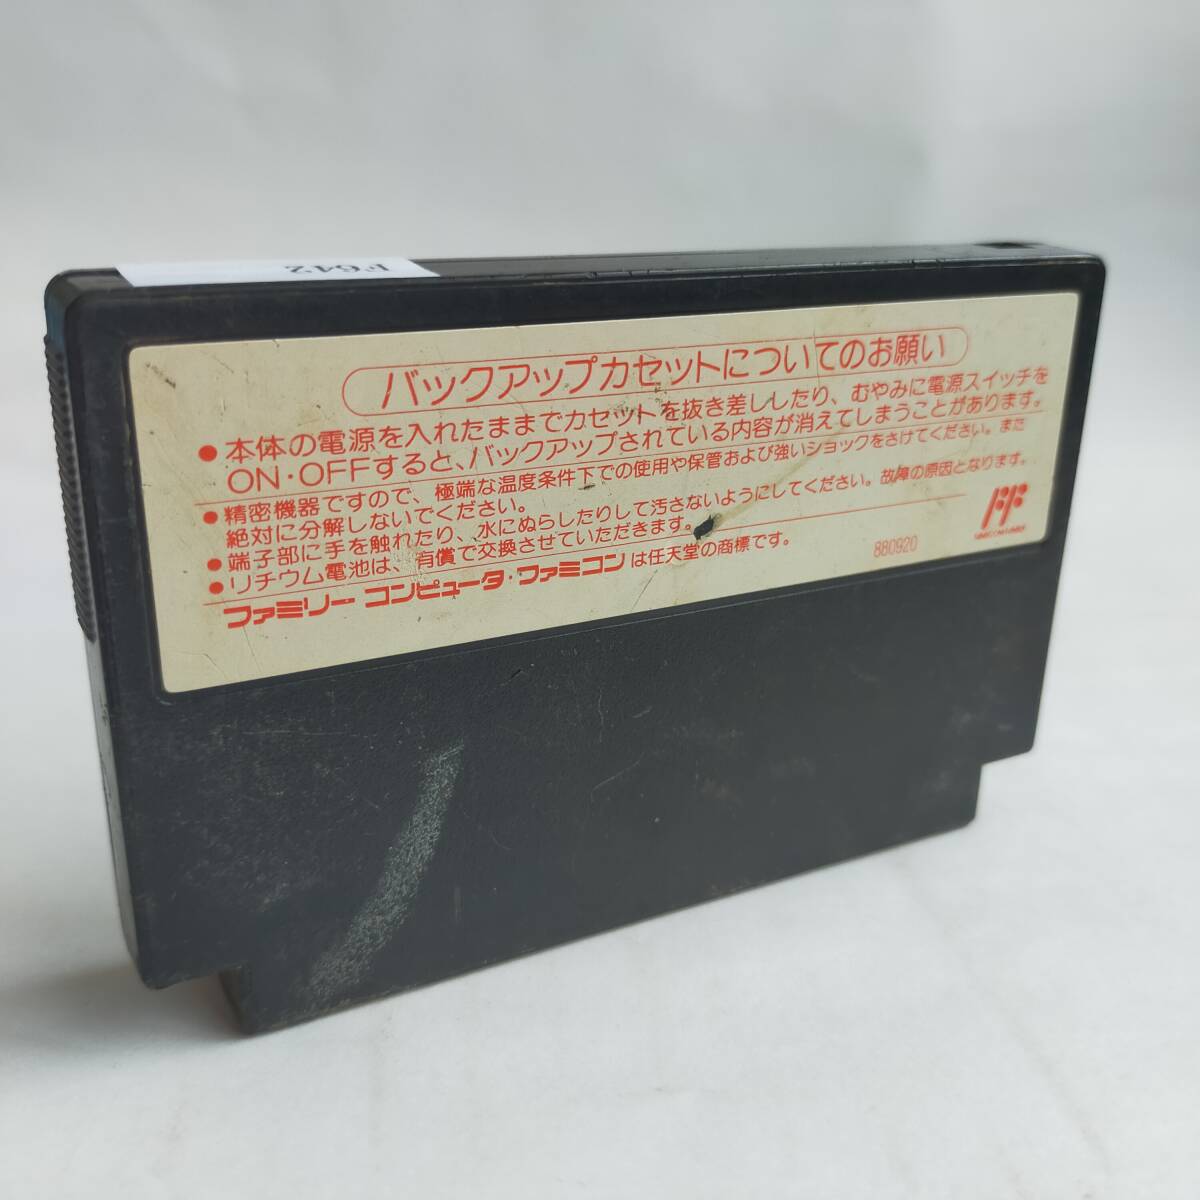 F642
バックアップカセットについてのお願い
●本体の電源を入れたままでカセットを抜き差ししたり、むやみに電源スイッチを
ON・OFFすると、バックアップされている内容が消えてしまうことがあります。
●精密機器ですので、極端な温度条件下での使用や保管および強いショックをさけてください。また
絶対に分解しないでください。
●端子部に手を触れたり、水にぬらしたりして汚さないようにしてください。故障の原因となります。
●リチウム電池は、有償で交換させていただきます。
ファミリー コンピュータ・ファミコン は任天堂の商標です。
880920